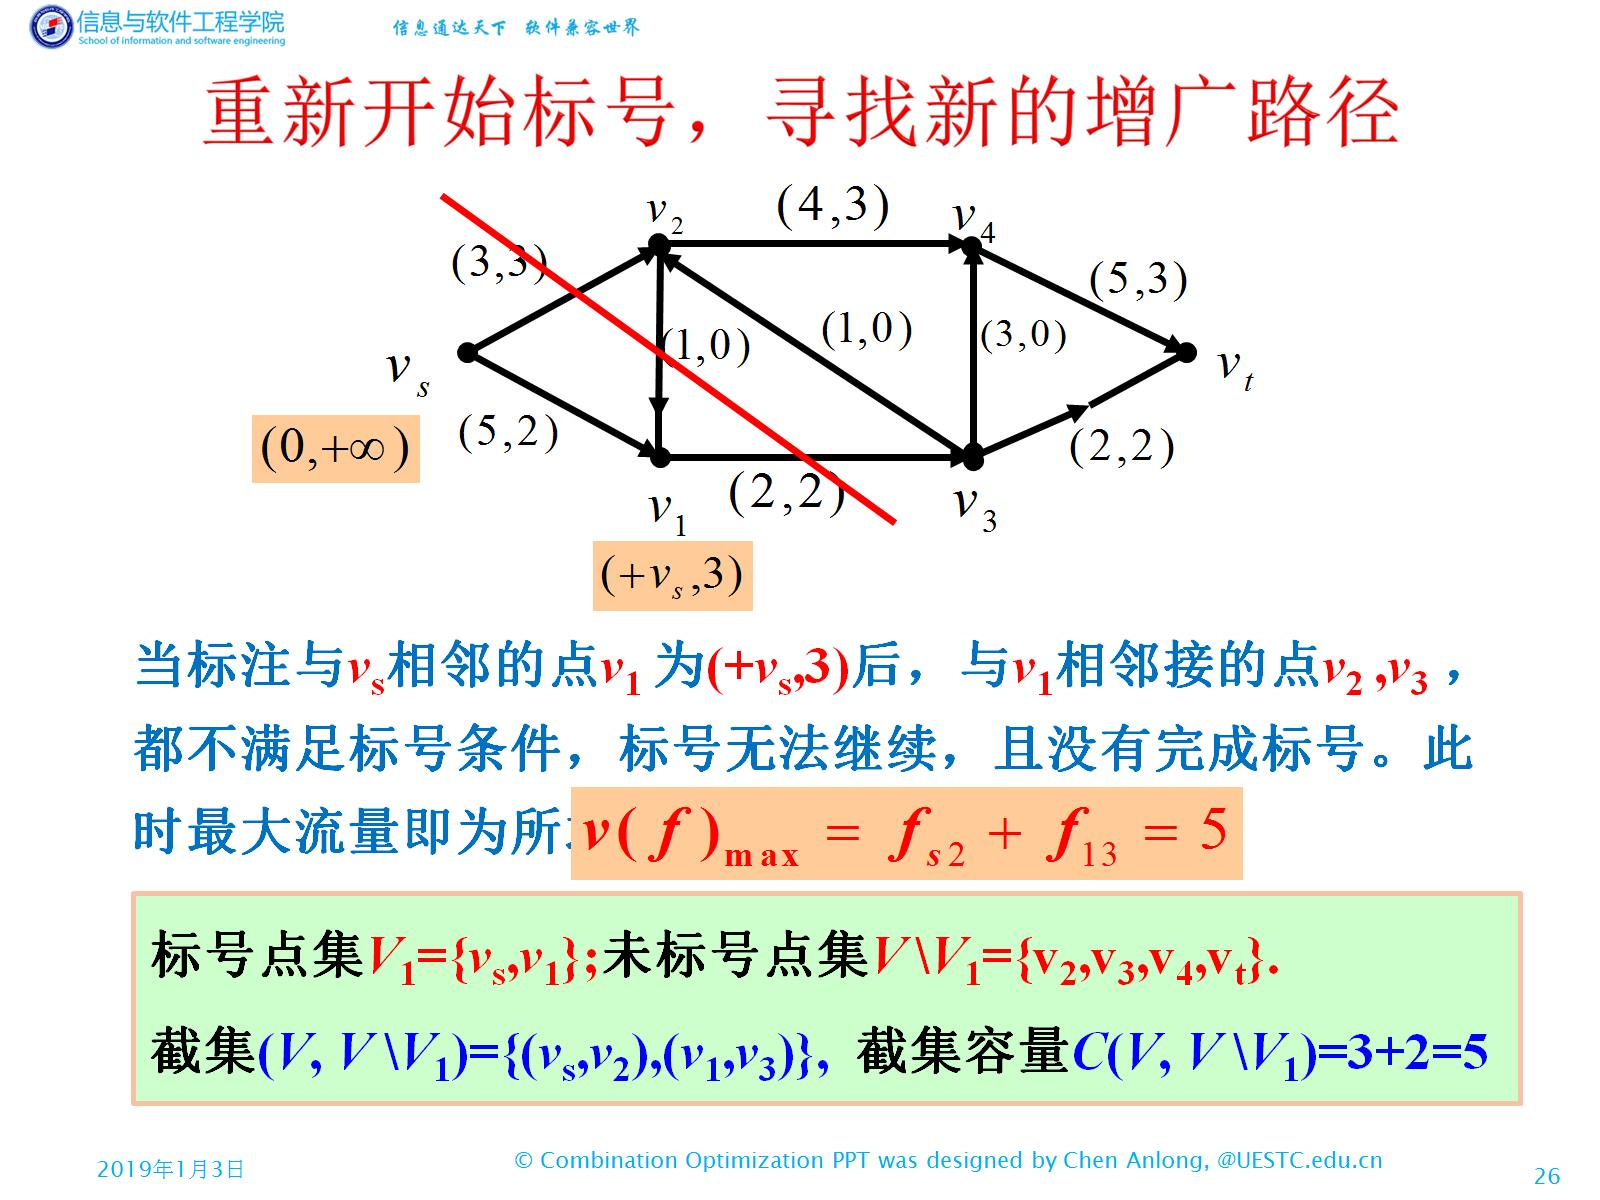 信息与软件工程学院
School of information and software engineering
信息通达天下 软件兼容世界
重新开始标号，寻找新的增广路径
v2
(4,3)
v4
(3,3)
(5,3)
(1,0)
(1,0)
(3,0)
vs
vt
(0,+∞)
(5,2)
(2,2)
v1
(2,2)
v3
(+vs,3)
当标注与vs相邻的点v1 为(+vs,3)后，与v1相邻接的点v2 ,v3 ，
都不满足标号条件，标号无法继续，且没有完成标号。此
时最大流量即为所
v(f)max = fs2 + f13 = 5
标号点集V1={vs,v1};未标号点集V\V1={v2,v3,v4,vt}.
截集(V, V\V1)={(vs,v2),(v1,v3)}, 截集容量C(V, V\V1)=3+2=5
2019年1月3日
© Combination Optimization PPT was designed by Chen Anlong, @UESTC.edu.cn
26